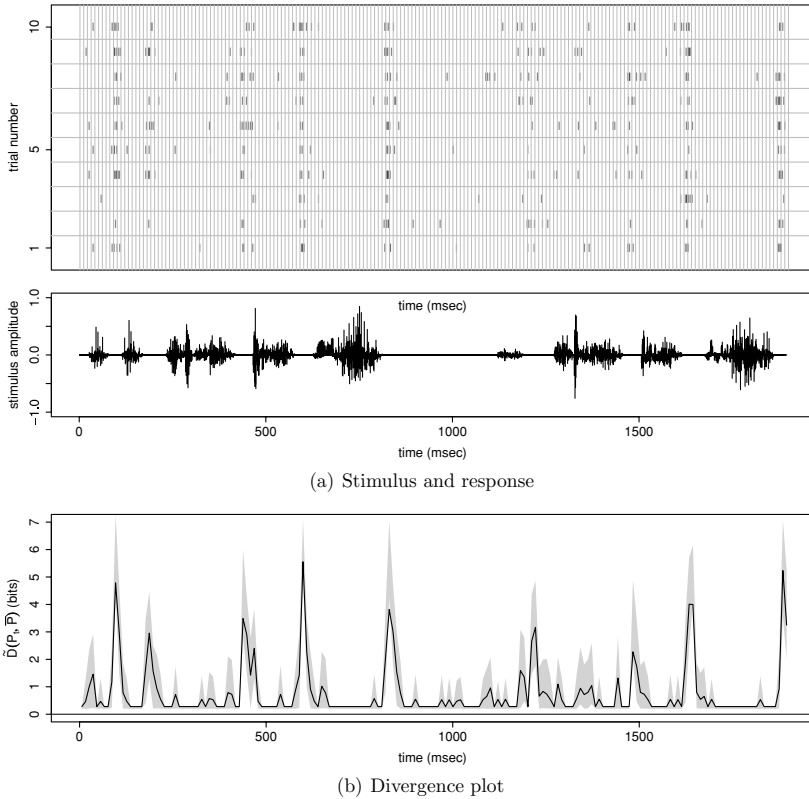 10
5
1
trial number
time (msec)
1.0
0.0
−1.0
stimulus amplitude
0 500 1000 1500
time (msec)
(a) Stimulus and response
7
6
5
4
3
2
1
0
D̃(Pₜ, P̅) (bits)
0 500 1000 1500
time (msec)
(b) Divergence plot